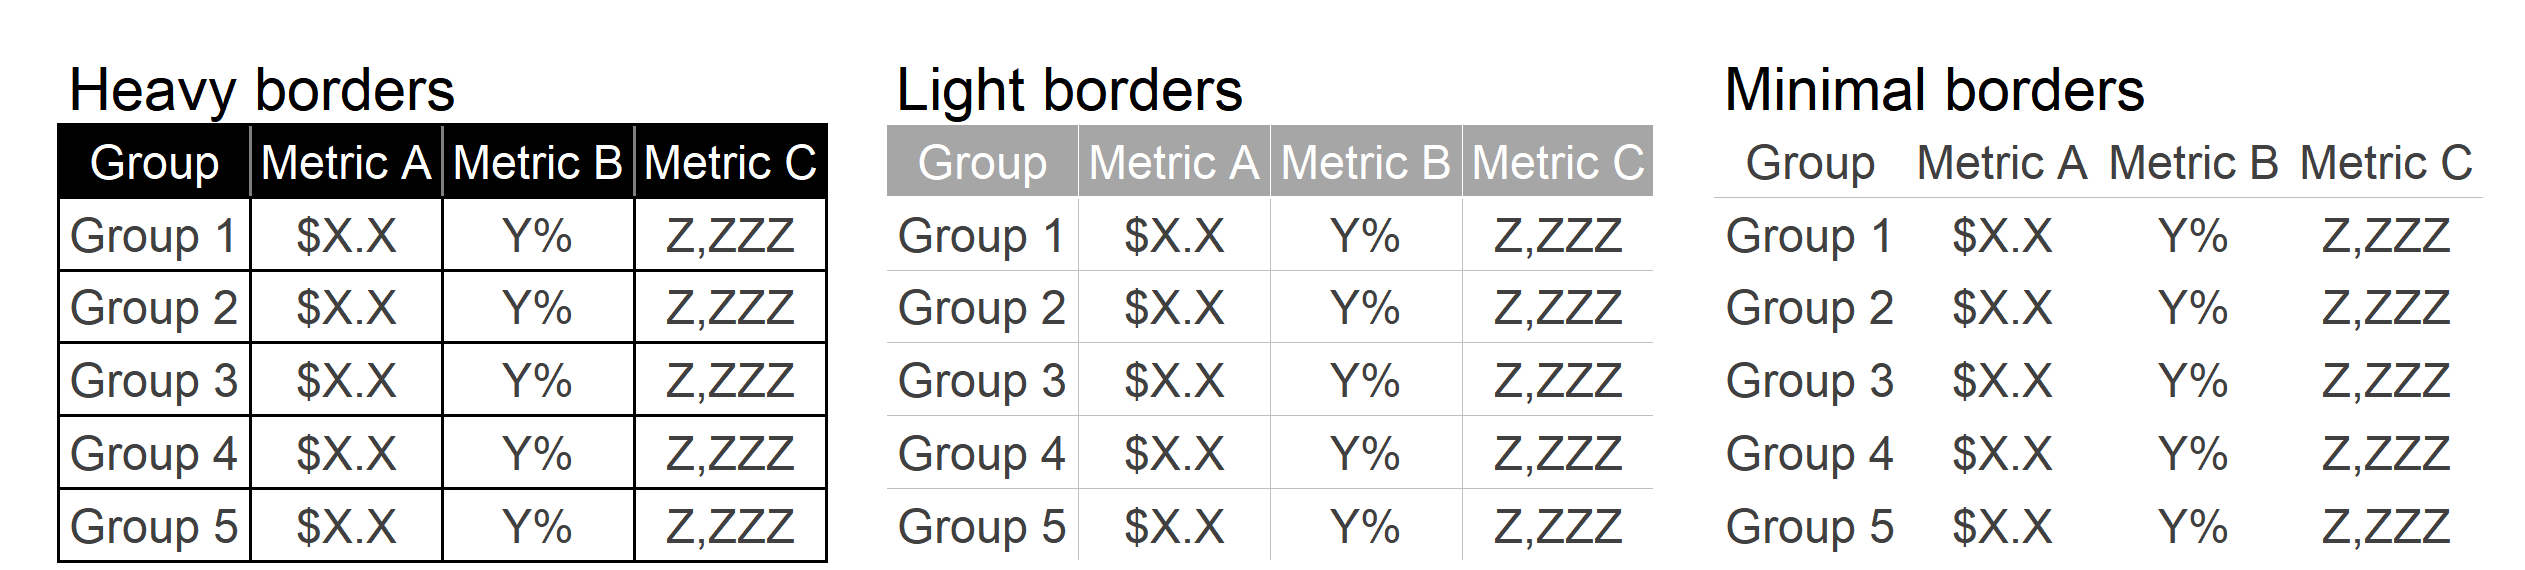 Heavy borders
Group Metric A Metric B Metric C
Group 1 $X.X Y% Z,ZZZ
Group 2 $X.X Y% Z,ZZZ
Group 3 $X.X Y% Z,ZZZ
Group 4 $X.X Y% Z,ZZZ
Group 5 $X.X Y% Z,ZZZ
Light borders
Group Metric A Metric B Metric C
Group 1 $X.X Y% Z,ZZZ
Group 2 $X.X Y% Z,ZZZ
Group 3 $X.X Y% Z,ZZZ
Group 4 $X.X Y% Z,ZZZ
Group 5 $X.X Y% Z,ZZZ
Minimal borders
Group Metric A Metric B Metric C
Group 1 $X.X Y% Z,ZZZ
Group 2 $X.X Y% Z,ZZZ
Group 3 $X.X Y% Z,ZZZ
Group 4 $X.X Y% Z,ZZZ
Group 5 $X.X Y% Z,ZZZ